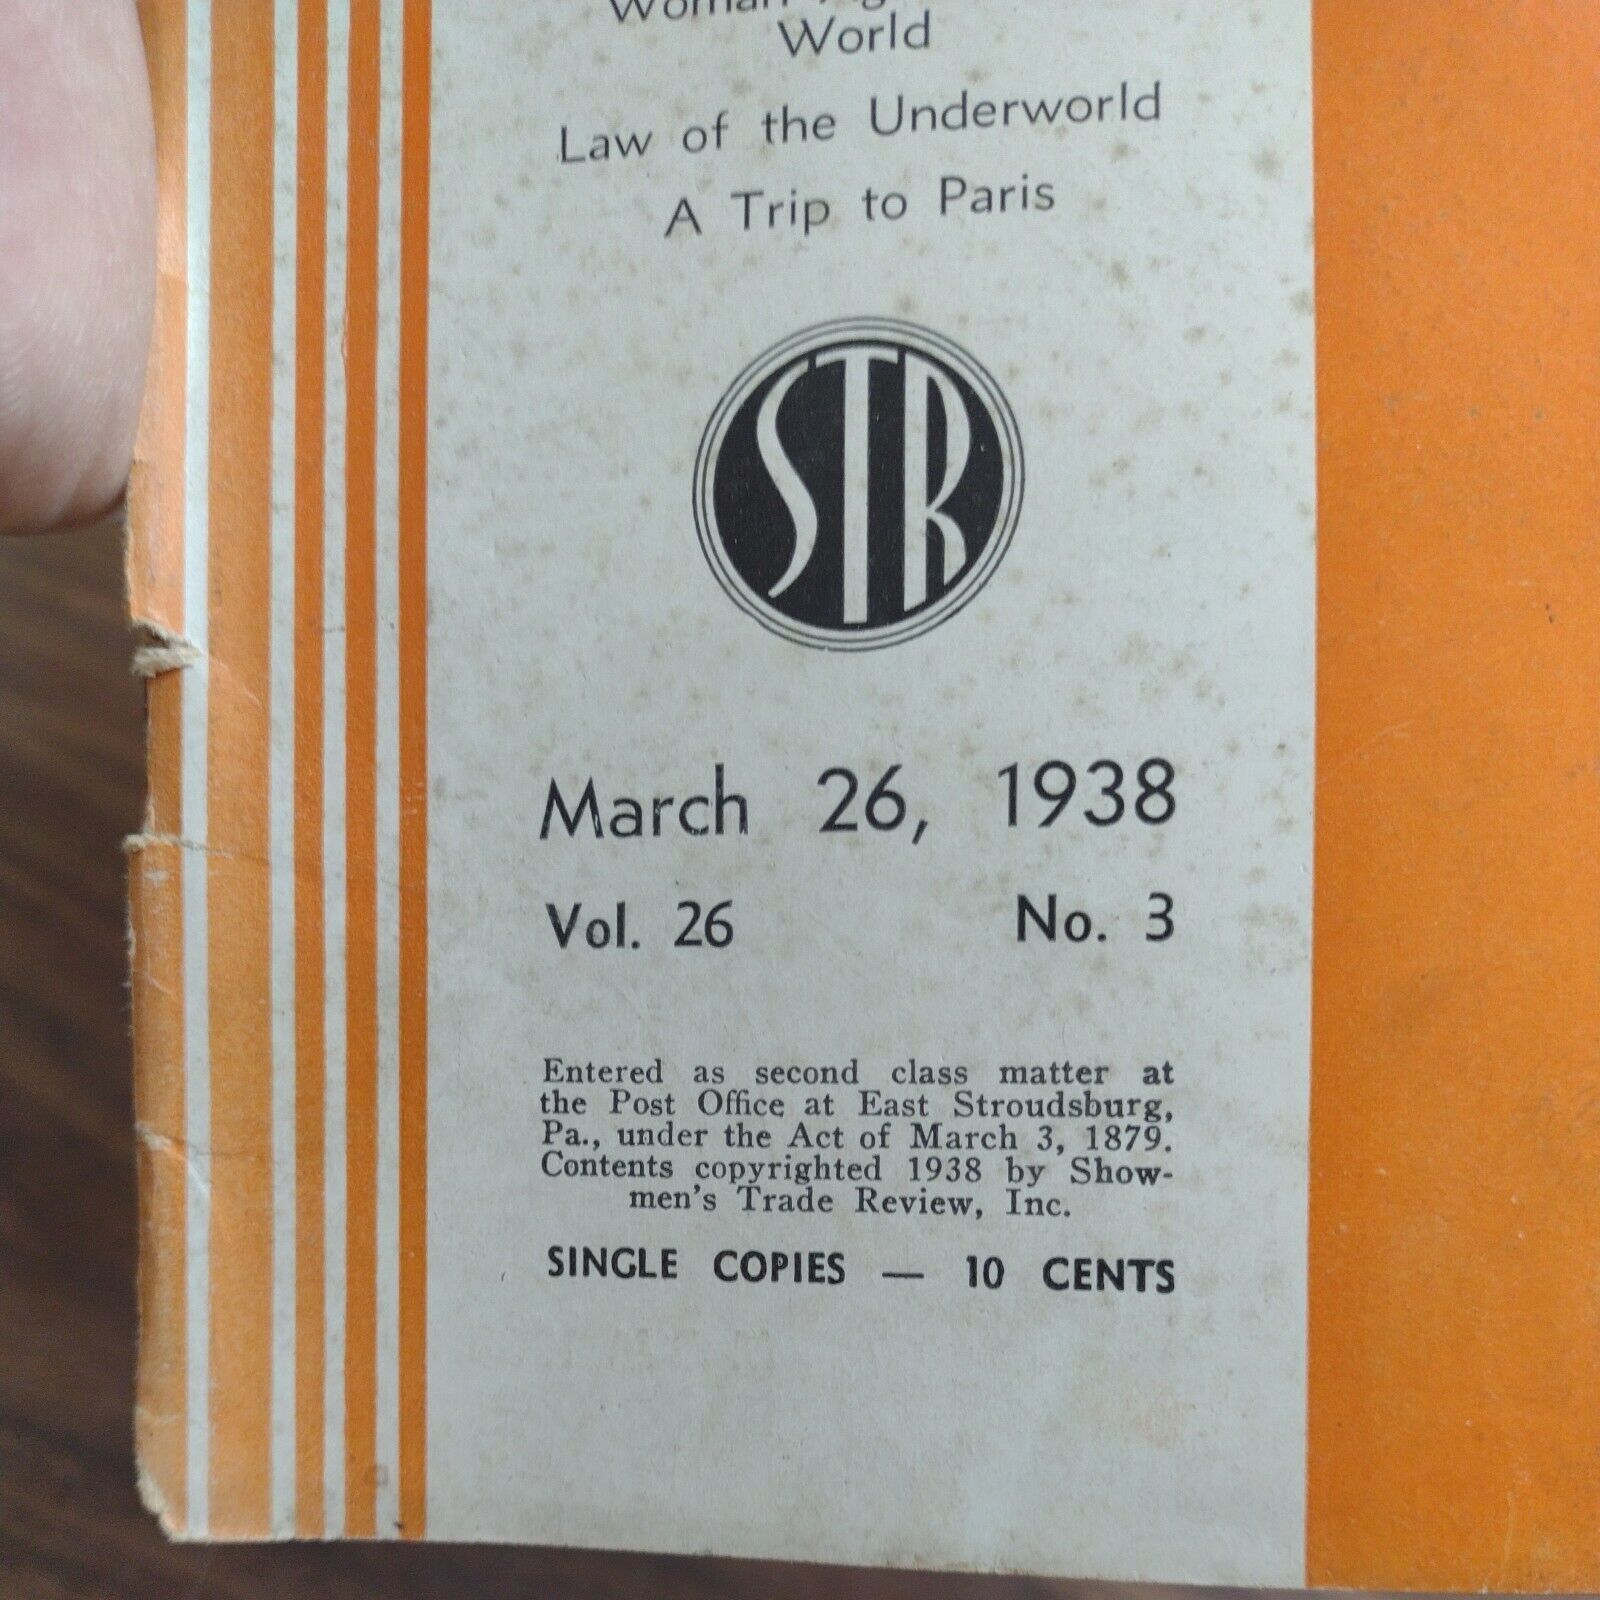 Woman
World
Law of the Underworld
A Trip to Paris
STR
March 26, 1938
Vol. 26 No. 3
Entered as second class matter at
the Post Office at East Stroudsburg,
Pa., under the Act of March 3, 1879.
Contents copyrighted 1938 by Show-
men's Trade Review, Inc.
SINGLE COPIES — 10 CENTS